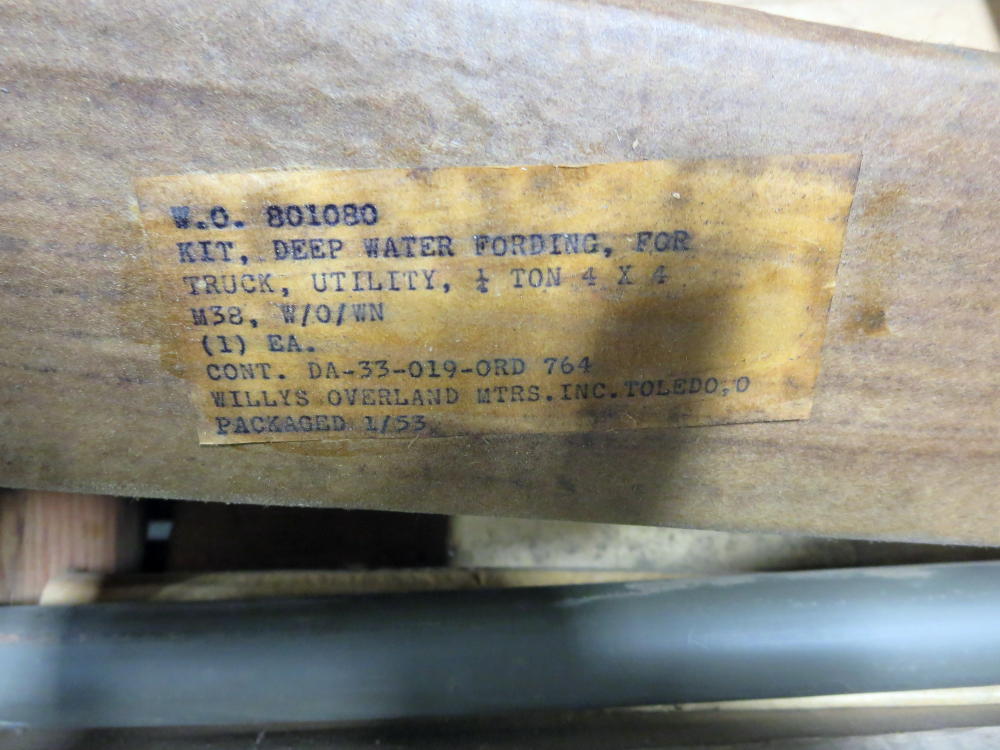 W.O. 801080
KIT, DEEP WATER FORDING, FOR
TRUCK, UTILITY, ¼ TON 4 X 4
M38, W/O/WN
(1) EA.
CONT. DA-33-019-ORD 764
WILLYS OVERLAND MTRS.INC.TOLEDO,O
PACKAGED 1/53